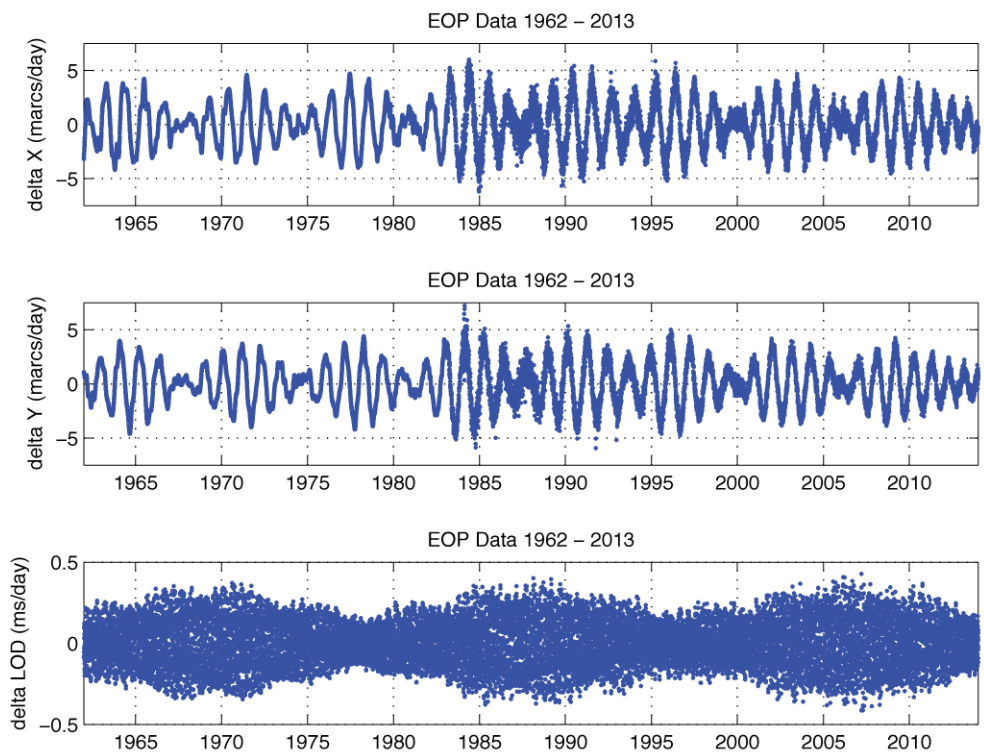 EOP Data 1962 – 2013
delta X (marcs/day)
5
0
−5
1965 1970 1975 1980 1985 1990 1995 2000 2005 2010
EOP Data 1962 – 2013
delta Y (marcs/day)
5
0
−5
1965 1970 1975 1980 1985 1990 1995 2000 2005 2010
EOP Data 1962 – 2013
delta LOD (ms/day)
0.5
0
−0.5
1965 1970 1975 1980 1985 1990 1995 2000 2005 2010